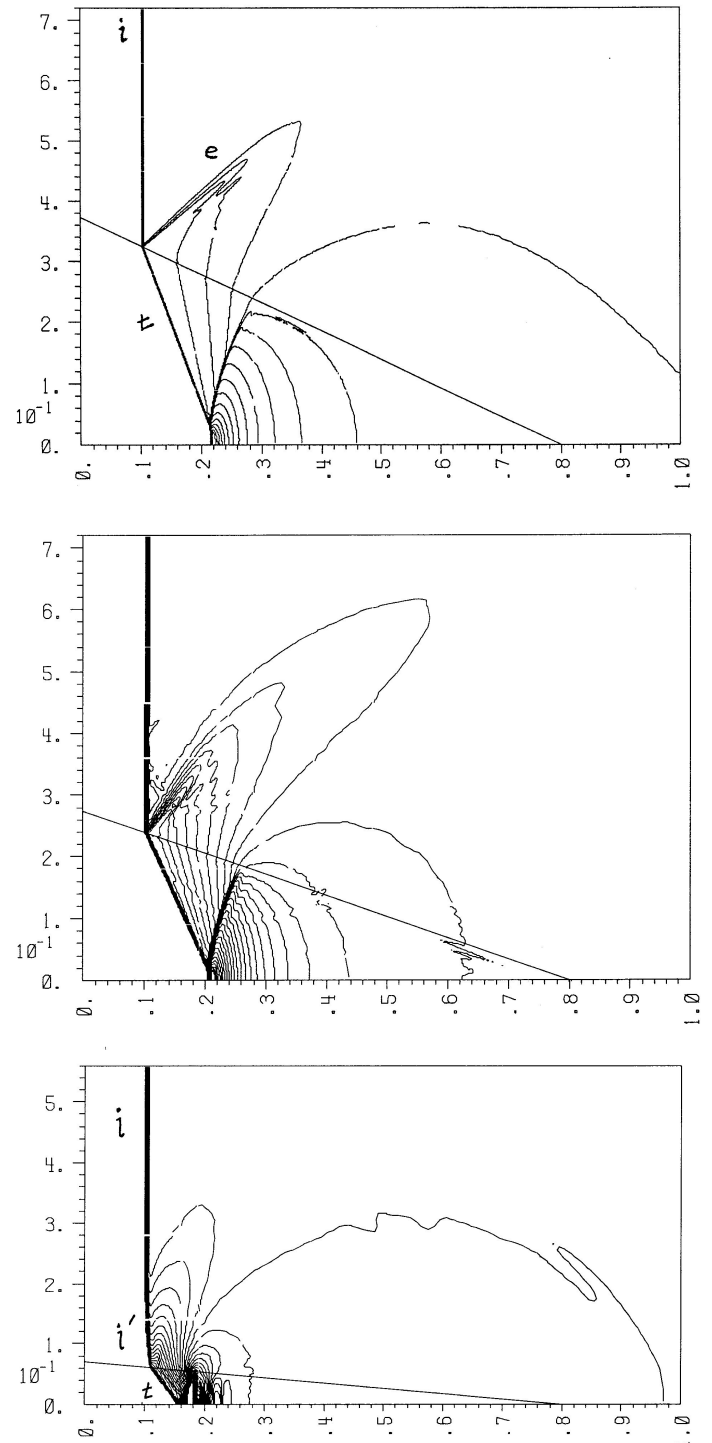 7.
i
6.
5.
e
4.
3.
t
2.
1.
10⁻¹
0.
0. .1 .2 .3 .4 .5 .6 .7 .8 .9 1.0
7.
6.
5.
4.
3.
2.
1.
10⁻¹
0.
0. .1 .2 .3 .4 .5 .6 .7 .8 .9 1.0
5.
i
4.
3.
2.
i′
1.
10⁻¹
t
0.
0. .1 .2 .3 .4 .5 .6 .7 .8 .9